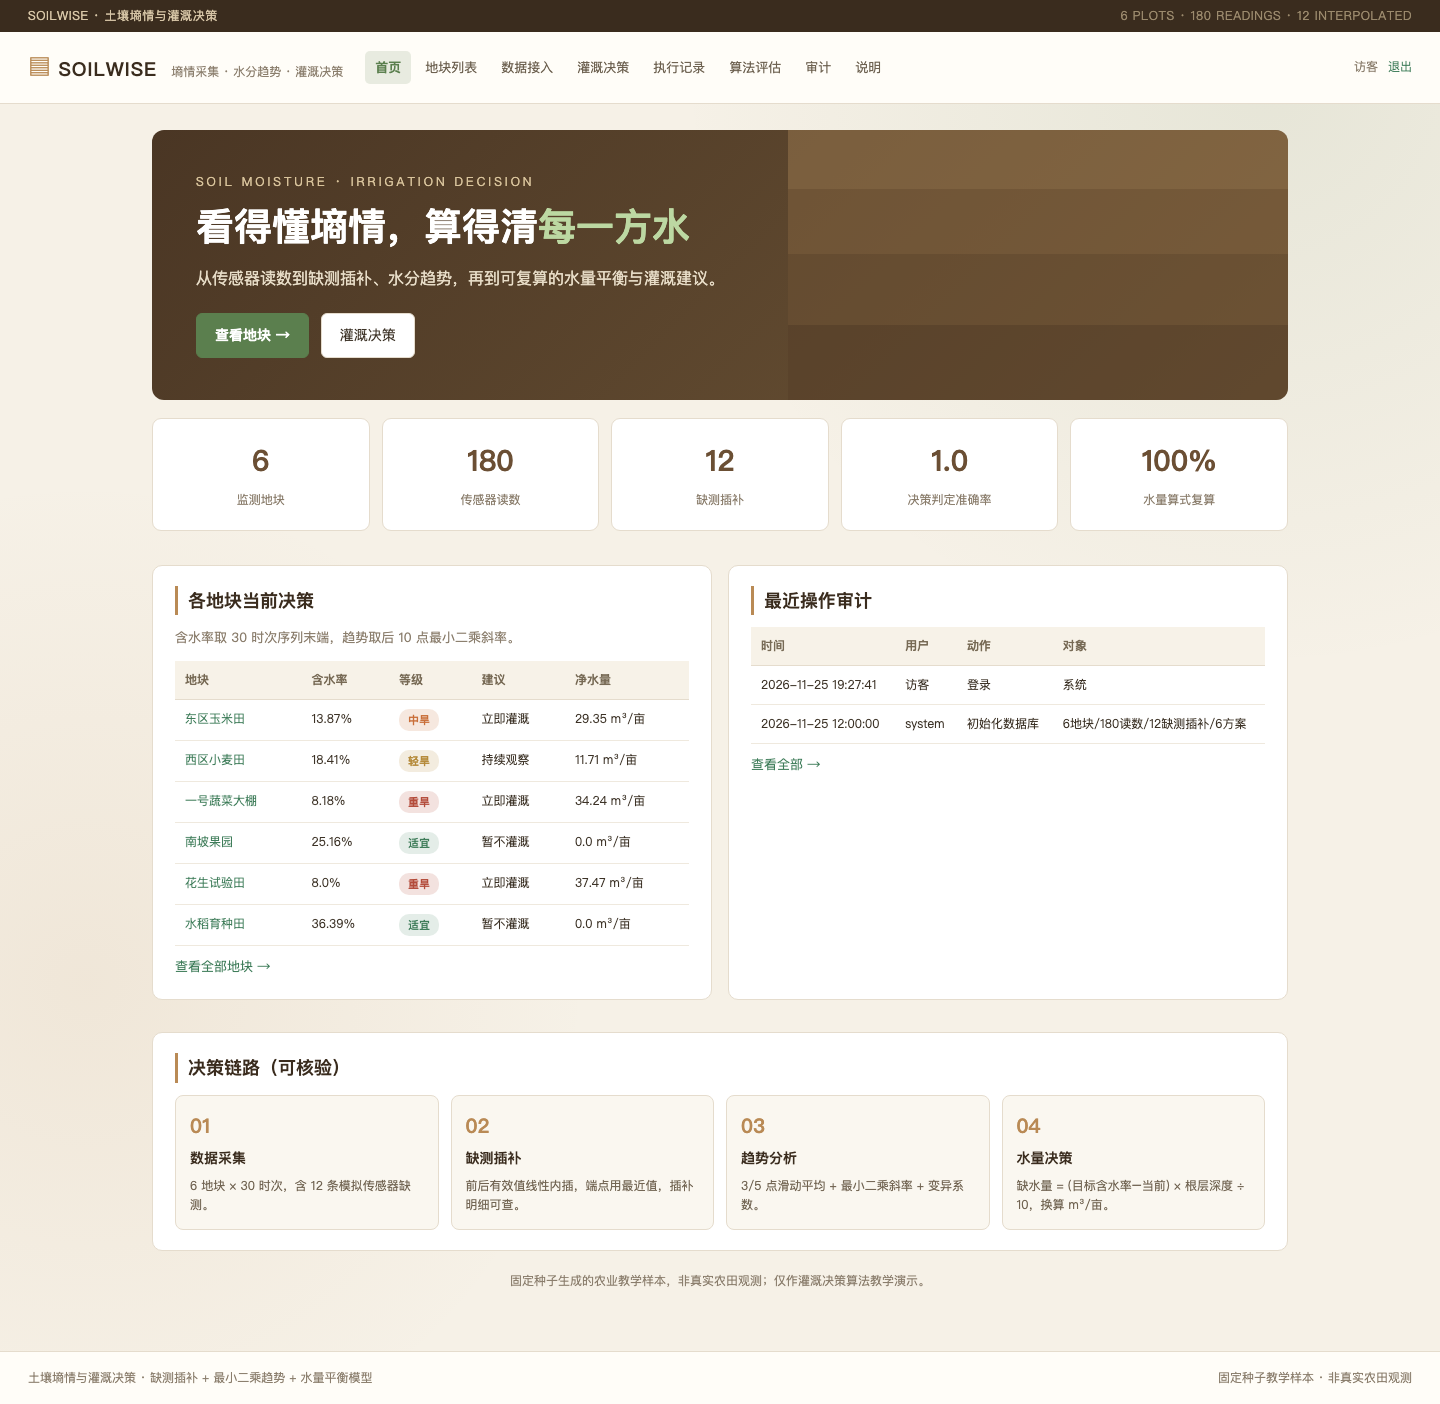 SOILWISE · 土壤墒情与灌溉决策
6 PLOTS · 180 READINGS · 12 INTERPOLATED
SOILWISE 墒情采集 · 水分趋势 · 灌溉决策 首页 地块列表 数据接入 灌溉决策 执行记录 算法评估 审计 说明 访客 退出
SOIL MOISTURE · IRRIGATION DECISION
看得懂墒情，算得清每一方水
从传感器读数到缺测插补、水分趋势，再到可复算的水量平衡与灌溉建议。
查看地块 → 灌溉决策
6 180 12 1.0 100%
监测地块 传感器读数 缺测插补 决策判定准确率 水量算式复算
各地块当前决策
含水率取 30 时次序列末端，趋势取后 10 点最小二乘斜率。
地块 含水率 等级 建议 净水量
东区玉米田 13.87% 中旱 立即灌溉 29.35 m³/亩
西区小麦田 18.41% 轻旱 持续观察 11.71 m³/亩
一号蔬菜大棚 8.18% 重旱 立即灌溉 34.24 m³/亩
南坡果园 25.16% 适宜 暂不灌溉 0.0 m³/亩
花生试验田 8.0% 重旱 立即灌溉 37.47 m³/亩
水稻育种田 36.39% 适宜 暂不灌溉 0.0 m³/亩
查看全部地块 →
最近操作审计
时间 用户 动作 对象
2026-11-25 19:27:41 访客 登录 系统
2026-11-25 12:00:00 system 初始化数据库 6地块/180读数/12缺测插补/6方案
查看全部 →
决策链路（可核验）
01
数据采集
6 地块 × 30 时次，含 12 条模拟传感器缺
测。
02
缺测插补
前后有效值线性内插，端点用最近值，插补
明细可查。
03
趋势分析
3/5 点滑动平均 + 最小二乘斜率 + 变异系
数。
04
水量决策
缺水量 = (目标含水率−当前) × 根层深度 ÷
10，换算 m³/亩。
固定种子生成的农业教学样本，非真实农田观测；仅作灌溉决策算法教学演示。
土壤墒情与灌溉决策 · 缺测插补 + 最小二乘趋势 + 水量平衡模型
固定种子教学样本 · 非真实农田观测